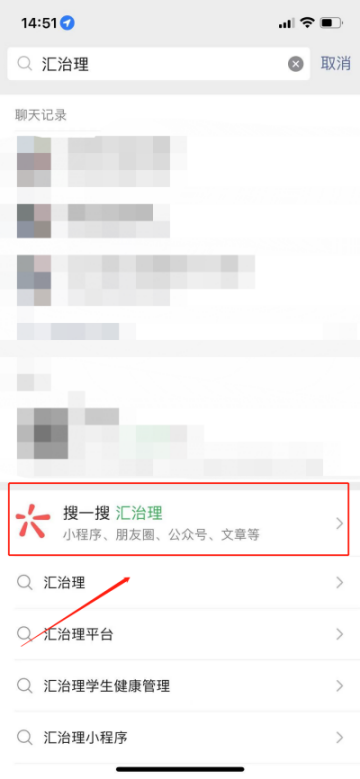 14:51
汇治理
取消
聊天记录
搜一搜 汇治理
小程序、朋友圈、公众号、文章等
汇治理
汇治理平台
汇治理学生健康管理
汇治理小程序